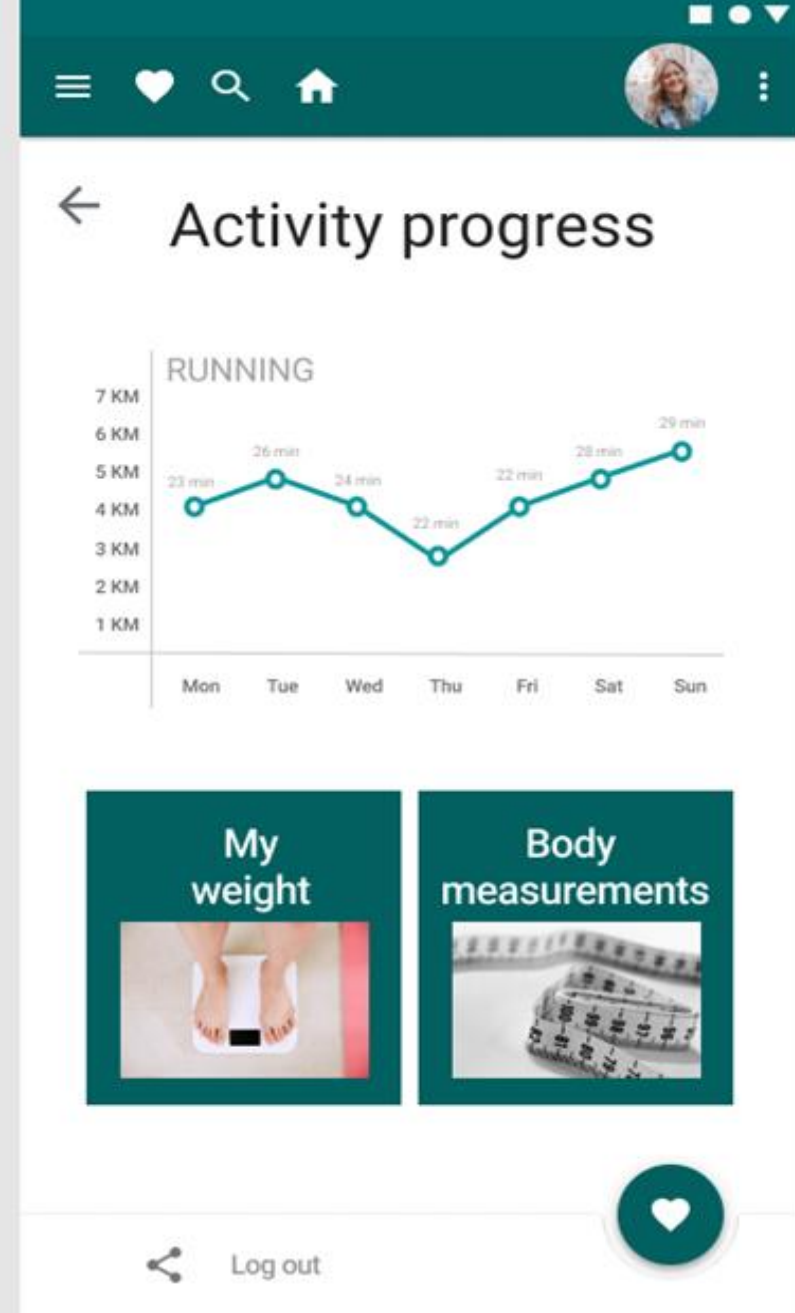 Activity progress
RUNNING
7 KM
6 KM
5 KM
4 KM
3 KM
2 KM
1 KM
23 min
26 min
24 min
22 min
22 min
28 min
29 min
Mon Tue Wed Thu Fri Sat Sun
My
weight
Body
measurements
Log out